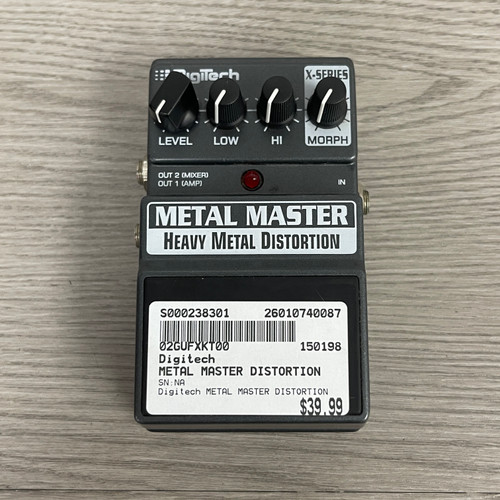 DigiTech
X-SERIES
LEVEL LOW HI MORPH
OUT 2 (MIXER)
OUT 1 (AMP)
IN
METAL MASTER
HEAVY METAL DISTORTION
S000238301 26010740087
02GUFXKT00 150198
Digitech
METAL MASTER DISTORTION
SN:NA
Digitech METAL MASTER DISTORTION
$39.99